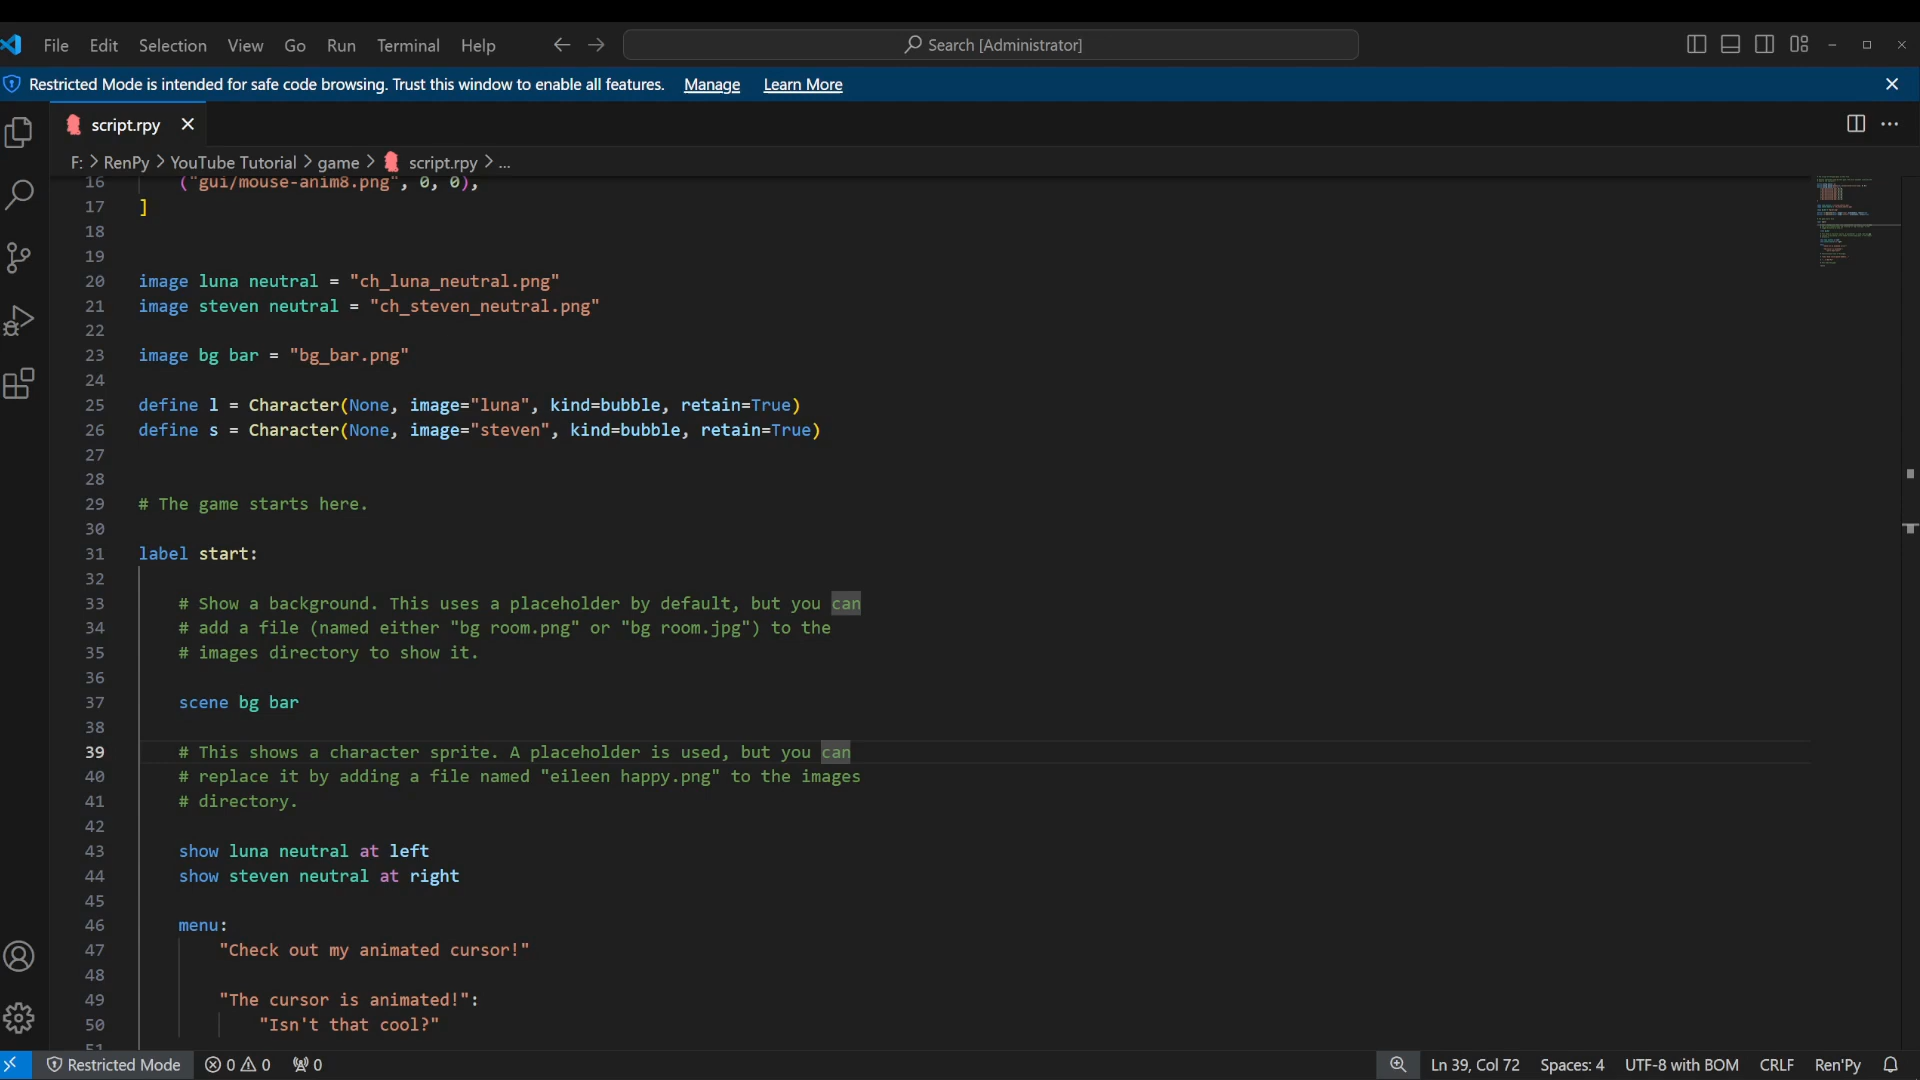 File Edit Selection View Go Run Terminal Help Search [Administrator]
Restricted Mode is intended for safe code browsing. Trust this window to enable all features. Manage Learn More
script.rpy
F: > RenPy > YouTube Tutorial > game > script.rpy > ...
16 ("gui/mouse-anim8.png", 0, 0),
17 ]
18
19
20 image luna neutral = "ch_luna_neutral.png"
21 image steven neutral = "ch_steven_neutral.png"
22
23 image bg bar = "bg_bar.png"
24
25 define l = Character(None, image="luna", kind=bubble, retain=True)
26 define s = Character(None, image="steven", kind=bubble, retain=True)
27
28
29 # The game starts here.
30
31 label start:
32
33 # Show a background. This uses a placeholder by default, but you can
34 # add a file (named either "bg room.png" or "bg room.jpg") to the
35 # images directory to show it.
36
37 scene bg bar
38
39 # This shows a character sprite. A placeholder is used, but you can
40 # replace it by adding a file named "eileen happy.png" to the images
41 # directory.
42
43 show luna neutral at left
44 show steven neutral at right
45
46 menu:
47 "Check out my animated cursor!"
48
49 "The cursor is animated!":
50 "Isn't that cool?"
51
Restricted Mode 0 0 0 Ln 39, Col 72 Spaces: 4 UTF-8 with BOM CRLF Ren'Py